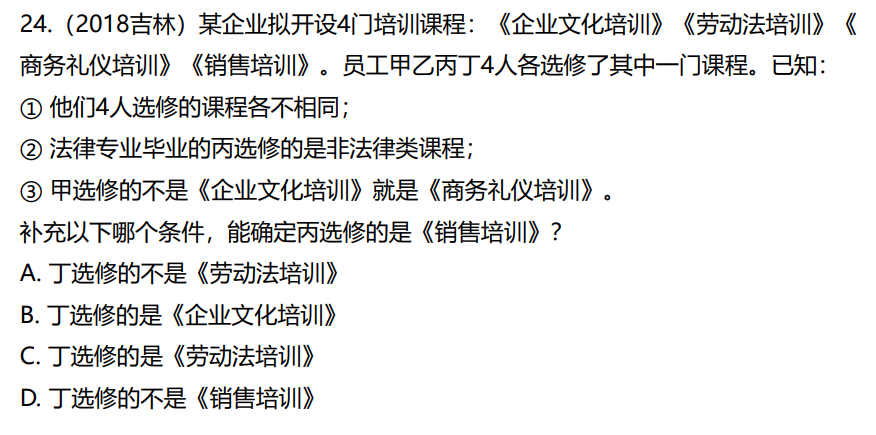 24.（2018吉林）某企业拟开设4门培训课程：《企业文化培训》《劳动法培训》《
商务礼仪培训》《销售培训》。员工甲乙丙丁4人各选修了其中一门课程。已知：
① 他们4人选修的课程各不相同；
② 法律专业毕业的丙选修的是非法律类课程；
③ 甲选修的不是《企业文化培训》就是《商务礼仪培训》。
补充以下哪个条件，能确定丙选修的是《销售培训》？
A. 丁选修的不是《劳动法培训》
B. 丁选修的是《企业文化培训》
C. 丁选修的是《劳动法培训》
D. 丁选修的不是《销售培训》